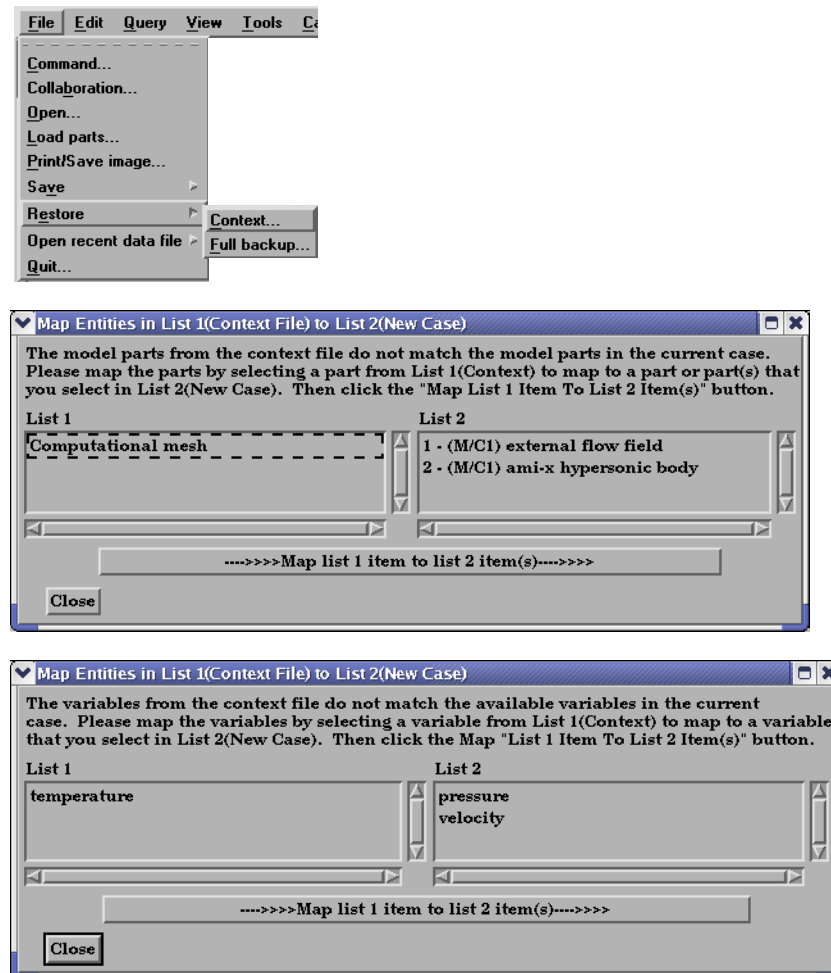 File Edit Query View Tools
Command...
Collaboration...
Open...
Load parts...
Print/Save image...
Save
Restore
Context...
Open recent data file
Full backup...
Quit...
Map Entities in List 1(Context File) to List 2(New Case)
The model parts from the context file do not match the model parts in the current case.
Please map the parts by selecting a part from List 1(Context) to map to a part or part(s) that
you select in List 2(New Case). Then click the "Map List 1 Item To List 2 Item(s)" button.
List 1
List 2
Computational mesh
1 - (M/C1) external flow field
2 - (M/C1) ami-x hypersonic body
---->>>>Map list 1 item to list 2 item(s)---->>>>
Close
Map Entities in List 1(Context File) to List 2(New Case)
The variables from the context file do not match the available variables in the current
case. Please map the variables by selecting a variable from List 1(Context) to map to a variable
that you select in List 2(New Case). Then click the Map "List 1 Item To List 2 Item(s)" button.
List 1
List 2
temperature
pressure
velocity
---->>>>Map list 1 item to list 2 item(s)---->>>>
Close